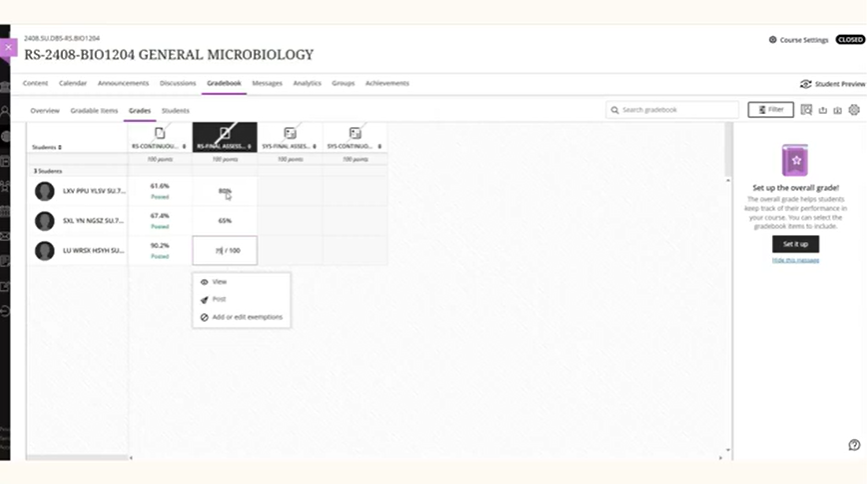 2408.SU.DBS-RS.BIO1204
RS-2408-BIO1204 GENERAL MICROBIOLOGY
Course Settings CLOSED
Content Calendar Announcements Discussions Gradebook Messages Analytics Groups Achievements
Student Preview
Overview Gradable Items Grades Students
Search gradebook
Filter
Students RS-CONTINUOU... RS-FINAL ASSESS... SYS-FINAL ASSES... SYS-CONTINUO...
100 points 100 points 100 points 100 points
3 Students
LXV PPU YLSV SU.7... 61.6% 80%
Posted
SXL YN NGSZ SU.7... 67.4% 65%
Posted
LU WRSX HSYH SU... 90.2% / 100
Posted
View
Post
Add or edit exemptions
Set up the overall grade!
The overall grade helps students
keep track of their performance in
your course. You can select the
gradebook items to include.
Set it up
Hide this message